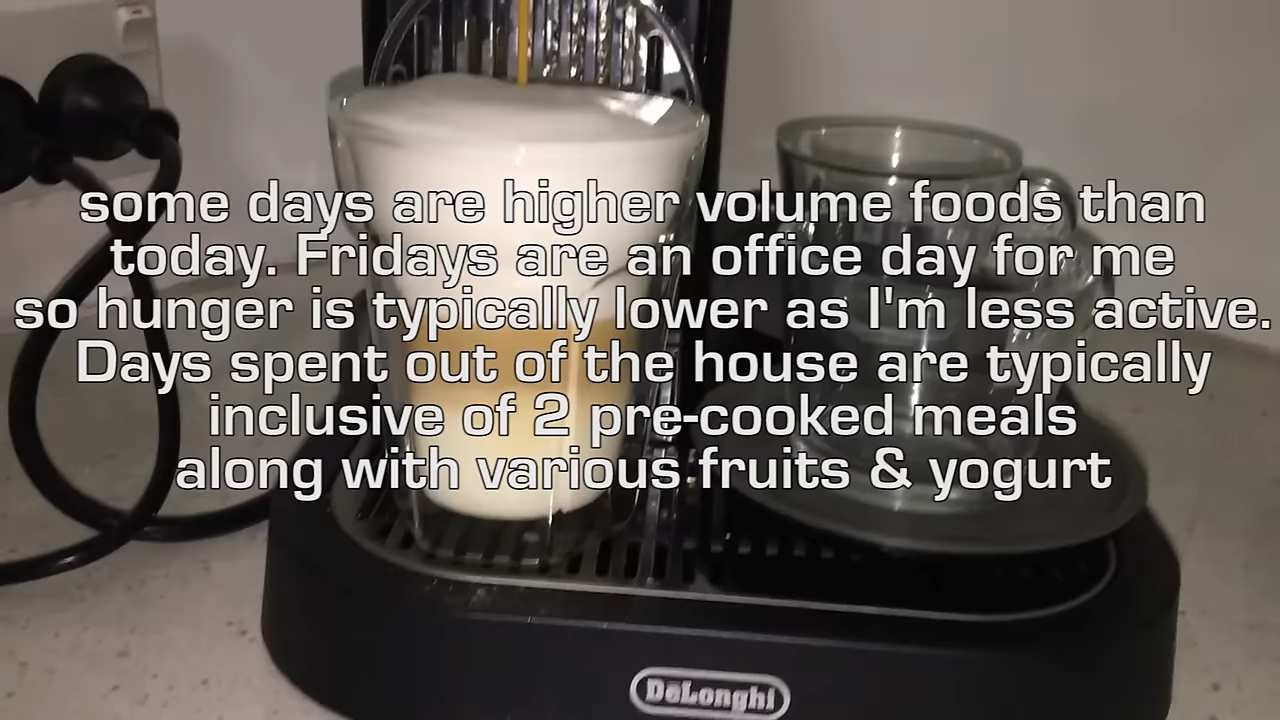 some days are higher volume foods than
today. Fridays are an office day for me
so hunger is typically lower as I'm less active.
Days spent out of the house are typically
inclusive of 2 pre-cooked meals
along with various fruits & yogurt
DeLonghi